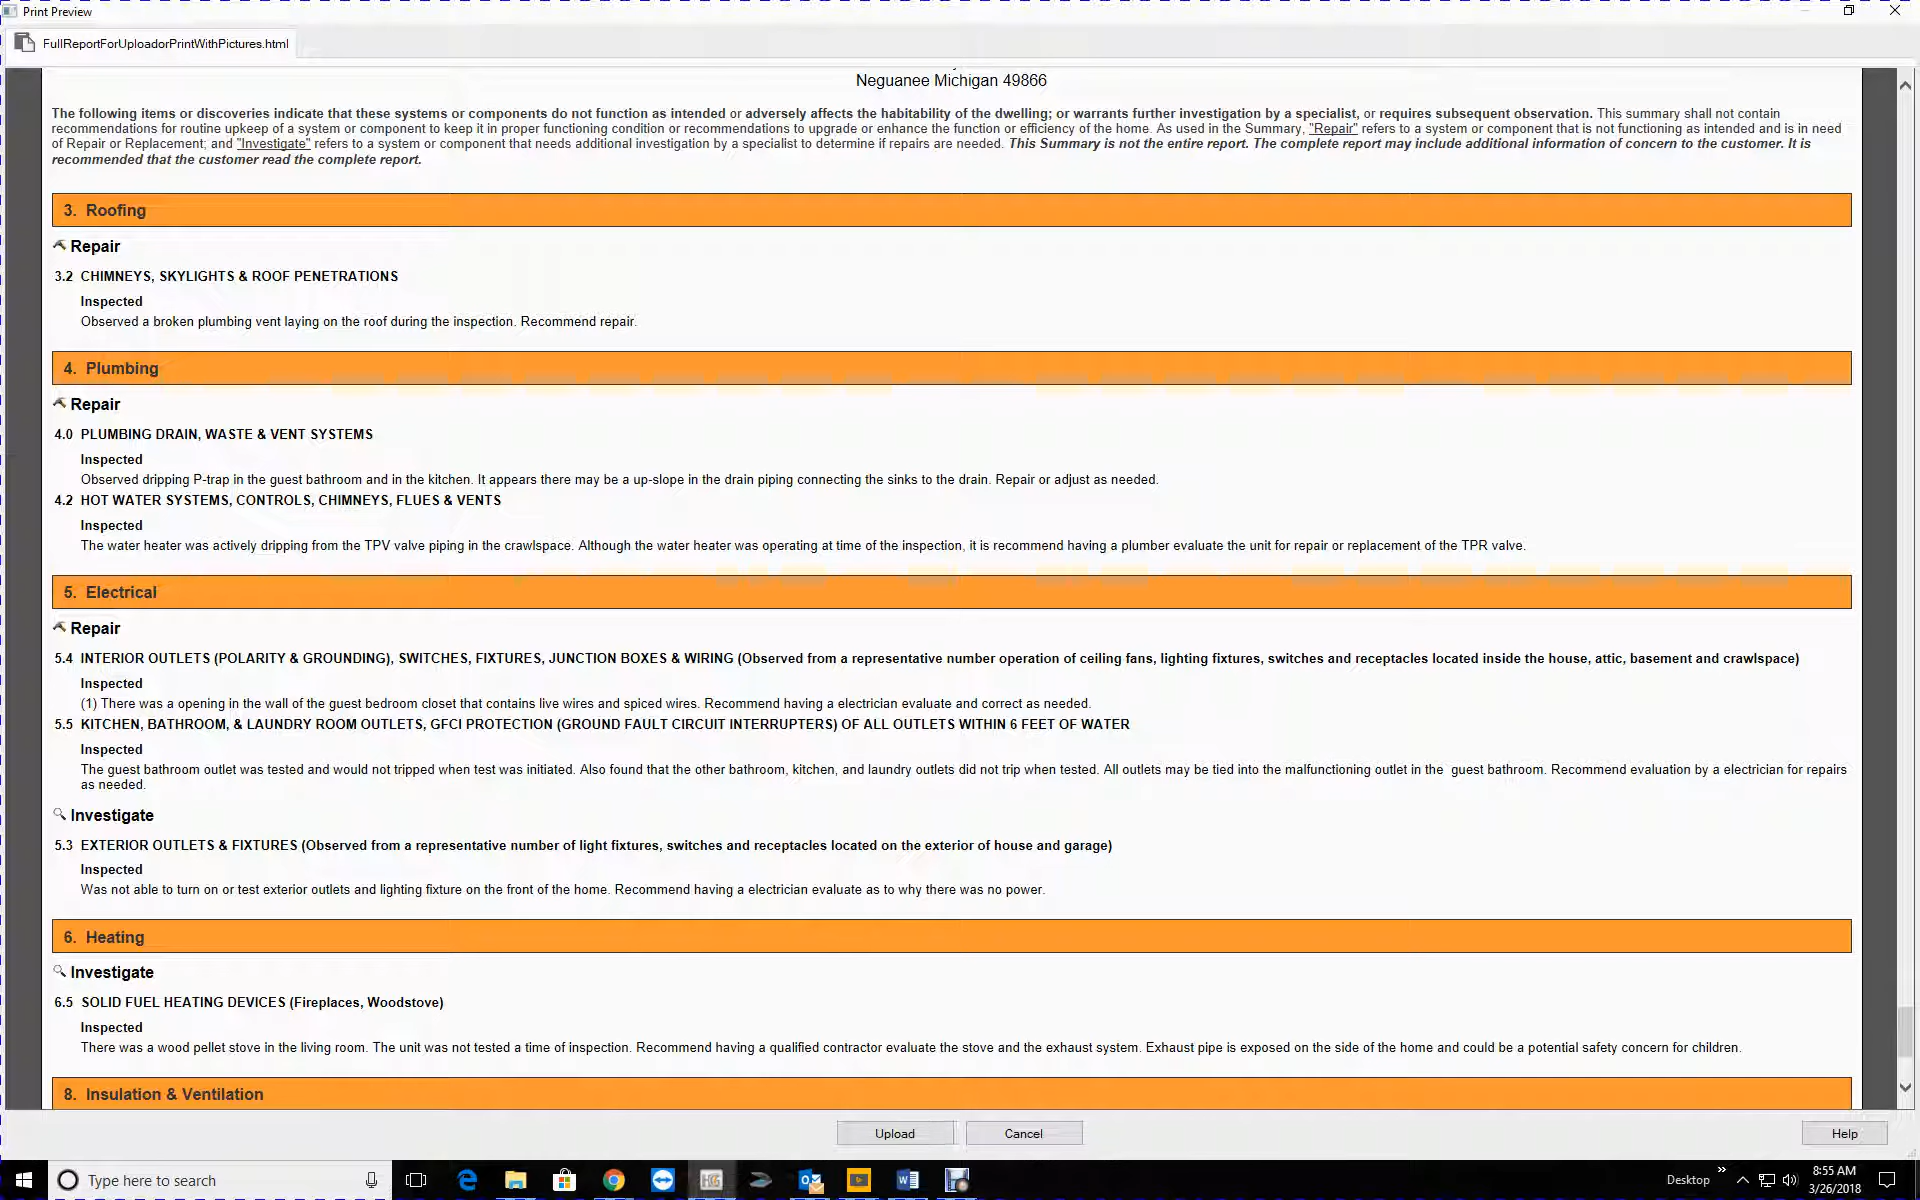 Print Preview
FullReportForUploadorPrintWithPictures.html
Neguanee Michigan 49866
The following items or discoveries indicate that these systems or components do not function as intended or adversely affects the habitability of the dwelling; or warrants further investigation by a specialist, or requires subsequent observation. This summary shall not contain
recommendations for routine upkeep of a system or component to keep it in proper functioning condition or recommendations to upgrade or enhance the function or efficiency of the home. As used in the Summary, "Repair" refers to a system or component that is not functioning as intended and is in need
of Repair or Replacement; and "Investigate" refers to a system or component that needs additional investigation by a specialist to determine if repairs are needed. This Summary is not the entire report. The complete report may include additional information of concern to the customer. It is
recommended that the customer read the complete report.
3. Roofing
Repair
3.2 CHIMNEYS, SKYLIGHTS & ROOF PENETRATIONS
Inspected
Observed a broken plumbing vent laying on the roof during the inspection. Recommend repair.
4. Plumbing
Repair
4.0 PLUMBING DRAIN, WASTE & VENT SYSTEMS
Inspected
Observed dripping P-trap in the guest bathroom and in the kitchen. It appears there may be a up-slope in the drain piping connecting the sinks to the drain. Repair or adjust as needed.
4.2 HOT WATER SYSTEMS, CONTROLS, CHIMNEYS, FLUES & VENTS
Inspected
The water heater was actively dripping from the TPV valve piping in the crawlspace. Although the water heater was operating at time of the inspection, it is recommend having a plumber evaluate the unit for repair or replacement of the TPR valve.
5. Electrical
Repair
5.4 INTERIOR OUTLETS (POLARITY & GROUNDING), SWITCHES, FIXTURES, JUNCTION BOXES & WIRING (Observed from a representative number operation of ceiling fans, lighting fixtures, switches and receptacles located inside the house, attic, basement and crawlspace)
Inspected
(1) There was a opening in the wall of the guest bedroom closet that contains live wires and spiced wires. Recommend having a electrician evaluate and correct as needed.
5.5 KITCHEN, BATHROOM, & LAUNDRY ROOM OUTLETS, GFCI PROTECTION (GROUND FAULT CIRCUIT INTERRUPTERS) OF ALL OUTLETS WITHIN 6 FEET OF WATER
Inspected
The guest bathroom outlet was tested and would not tripped when test was initiated. Also found that the other bathroom, kitchen, and laundry outlets did not trip when tested. All outlets may be tied into the malfunctioning outlet in the guest bathroom. Recommend evaluation by a electrician for repairs
as needed.
Investigate
5.3 EXTERIOR OUTLETS & FIXTURES (Observed from a representative number of light fixtures, switches and receptacles located on the exterior of house and garage)
Inspected
Was not able to turn on or test exterior outlets and lighting fixture on the front of the home. Recommend having a electrician evaluate as to why there was no power.
6. Heating
Investigate
6.5 SOLID FUEL HEATING DEVICES (Fireplaces, Woodstove)
Inspected
There was a wood pellet stove in the living room. The unit was not tested a time of inspection. Recommend having a qualified contractor evaluate the stove and the exhaust system. Exhaust pipe is exposed on the side of the home and could be a potential safety concern for children.
8. Insulation & Ventilation
Upload Cancel Help
Type here to search
Desktop
8:55 AM
3/26/2018